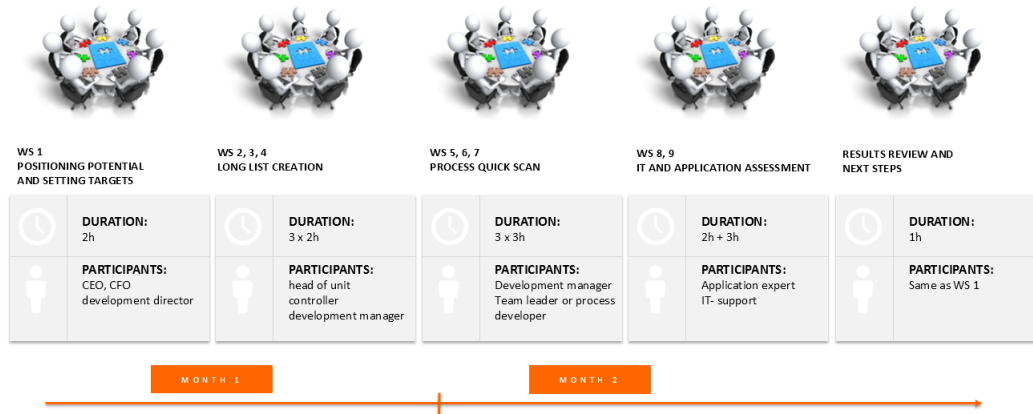 WS 1
POSITIONING POTENTIAL
AND SETTING TARGETS
DURATION:
2h
PARTICIPANTS:
CEO, CFO
development director
WS 2, 3, 4
LONG LIST CREATION
DURATION:
3 x 2h
PARTICIPANTS:
head of unit
controller
development manager
WS 5, 6, 7
PROCESS QUICK SCAN
DURATION:
3 x 3h
PARTICIPANTS:
Development manager
Team leader or process
developer
WS 8, 9
IT AND APPLICATION ASSESSMENT
DURATION:
2h + 3h
PARTICIPANTS:
Application expert
IT- support
RESULTS REVIEW AND
NEXT STEPS
DURATION:
1h
PARTICIPANTS:
Same as WS 1
MONTH 1
MONTH 2